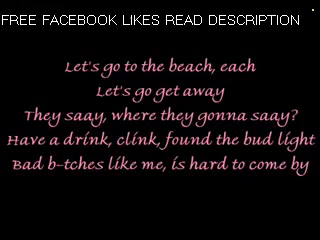 FREE FACEBOOK LIKES READ DESCRIPTION
Let's go to the beach, each
Let's go get away
They saay, where they gonna saay?
Have a drink, clink, found the bud light
Bad b-tches like me, is hard to come by